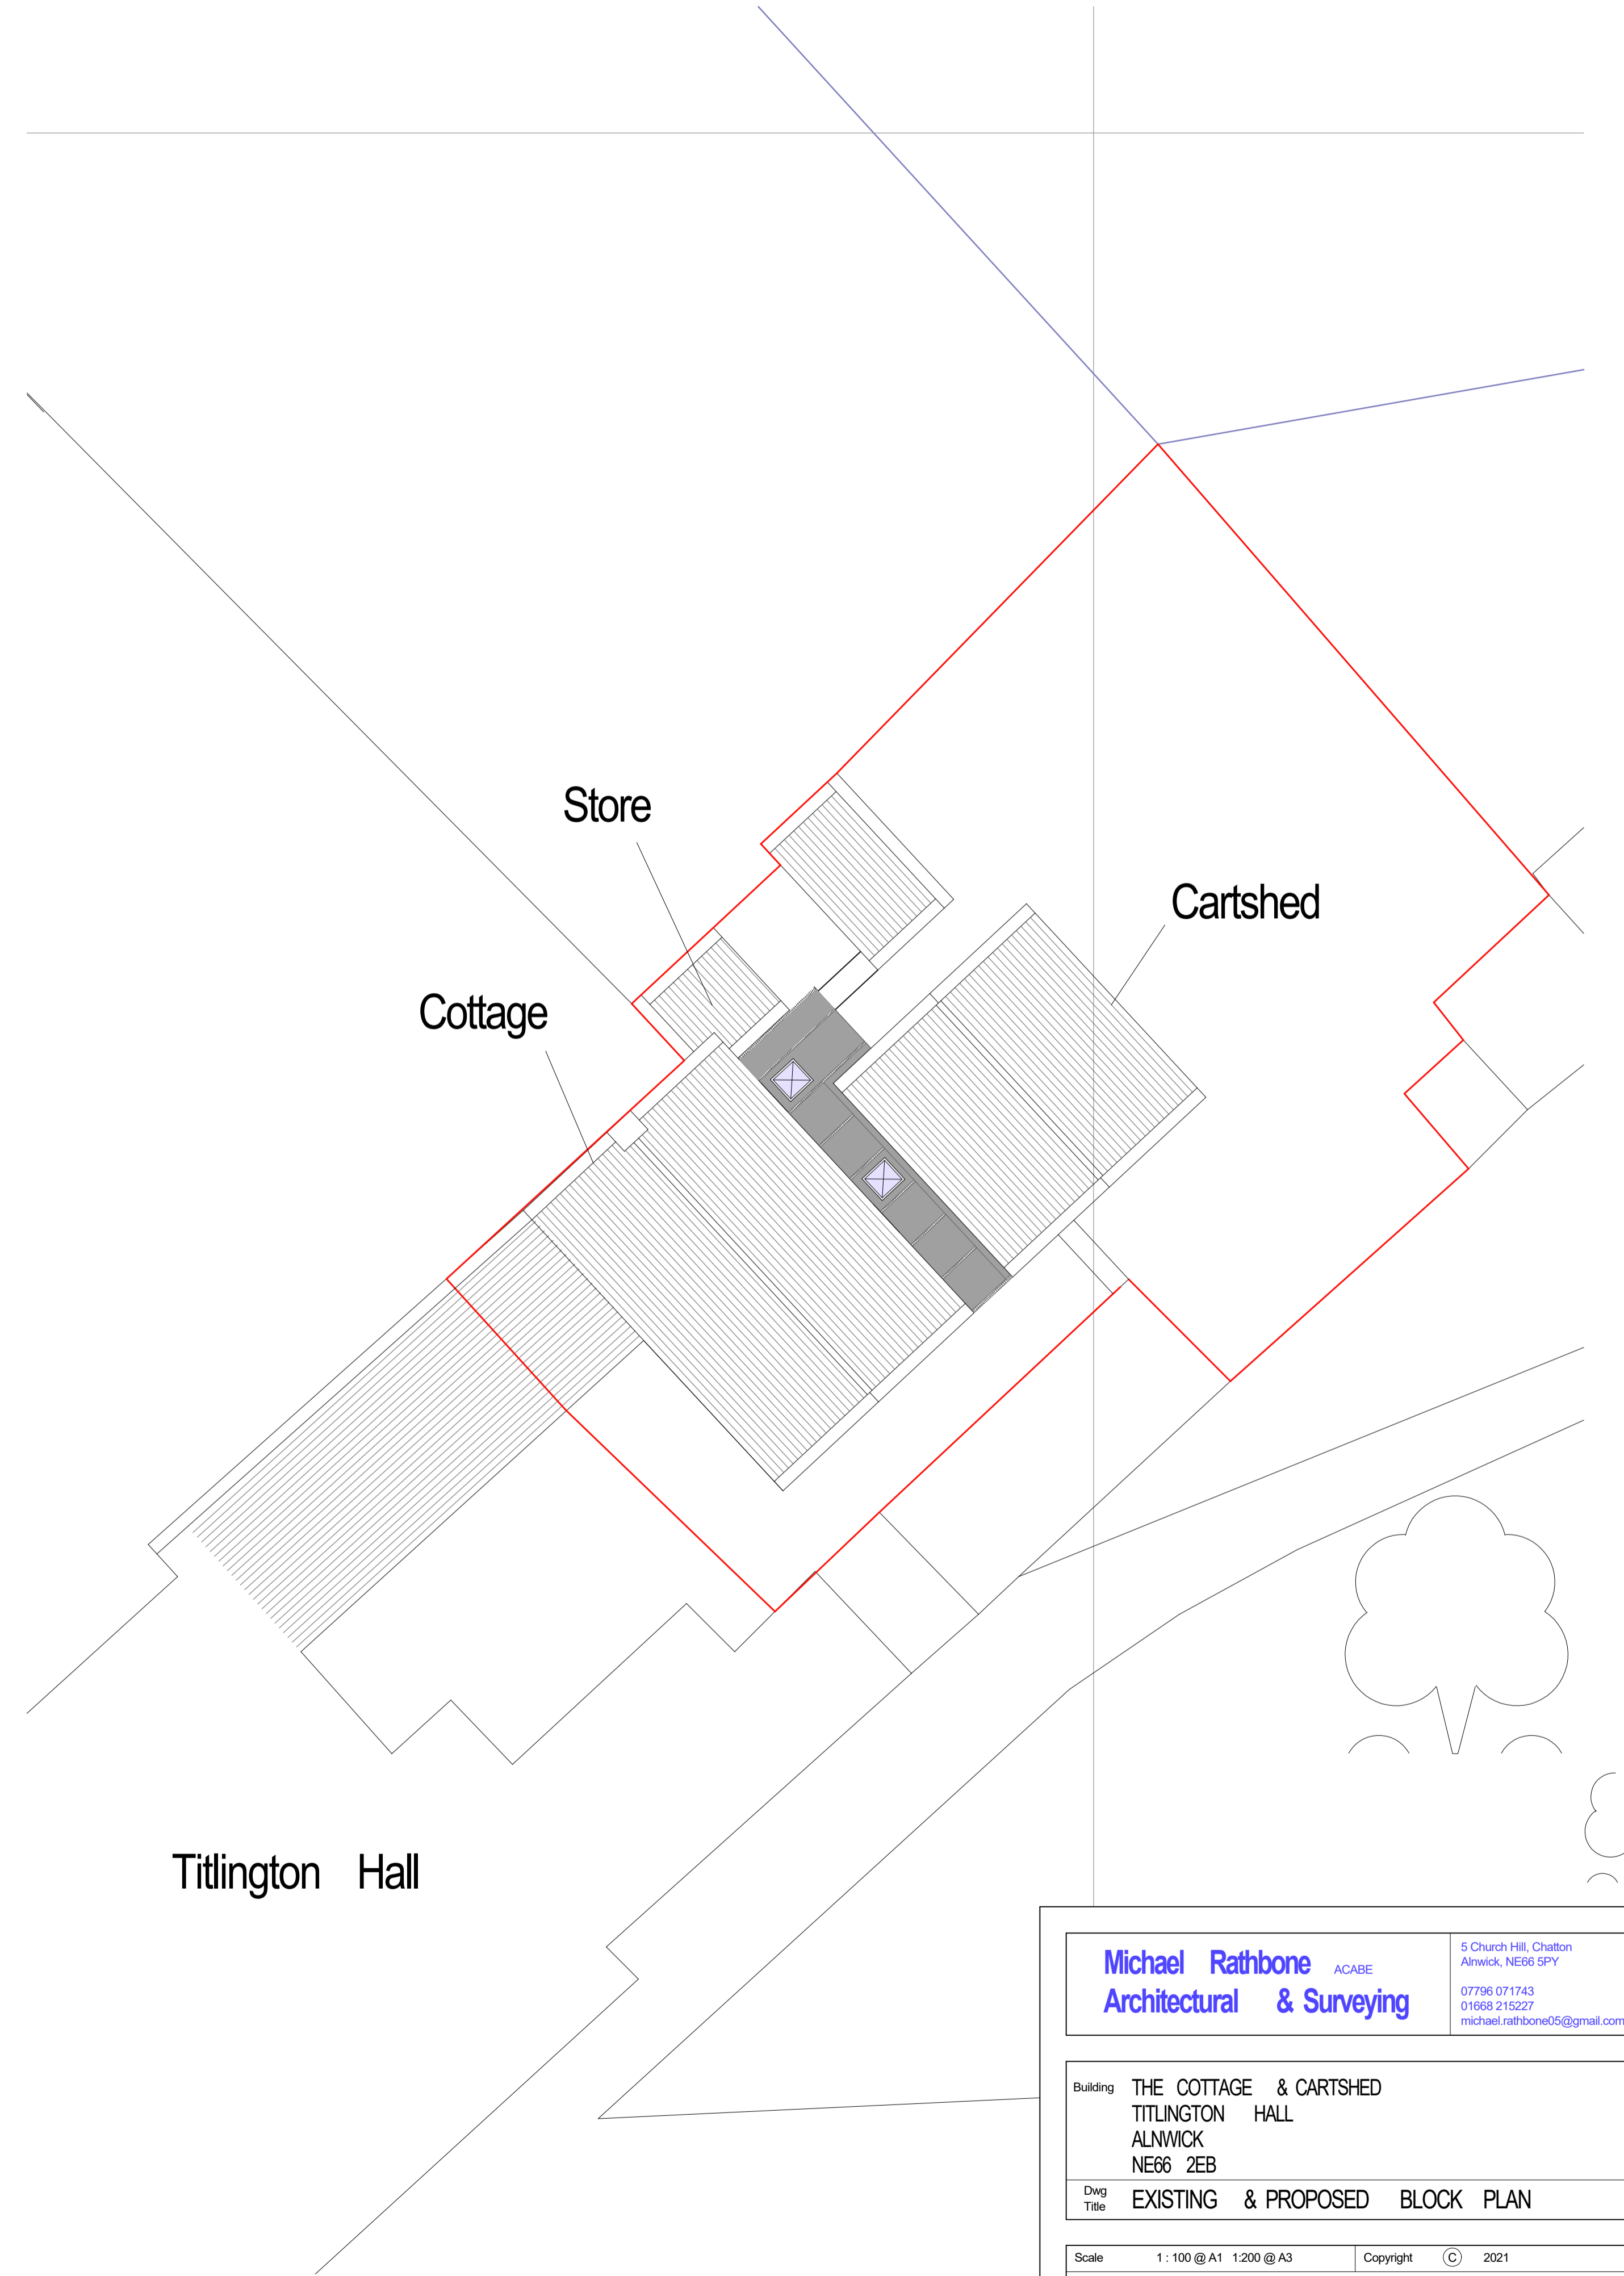 Store
Cartshed
Cottage
Titlington Hall
Michael Rathbone ACABE
Architectural & Surveying
5 Church Hill, Chatton
Alnwick, NE66 5PY
07796 071743
01668 215227
michael.rathbone05@gmail.com
Building THE COTTAGE & CARTSHED
TITLINGTON HALL
ALNWICK
NE66 2EB
Dwg Title EXISTING & PROPOSED BLOCK PLAN
Scale 1 : 100 @ A1 1:200 @ A3 Copyright © 2021